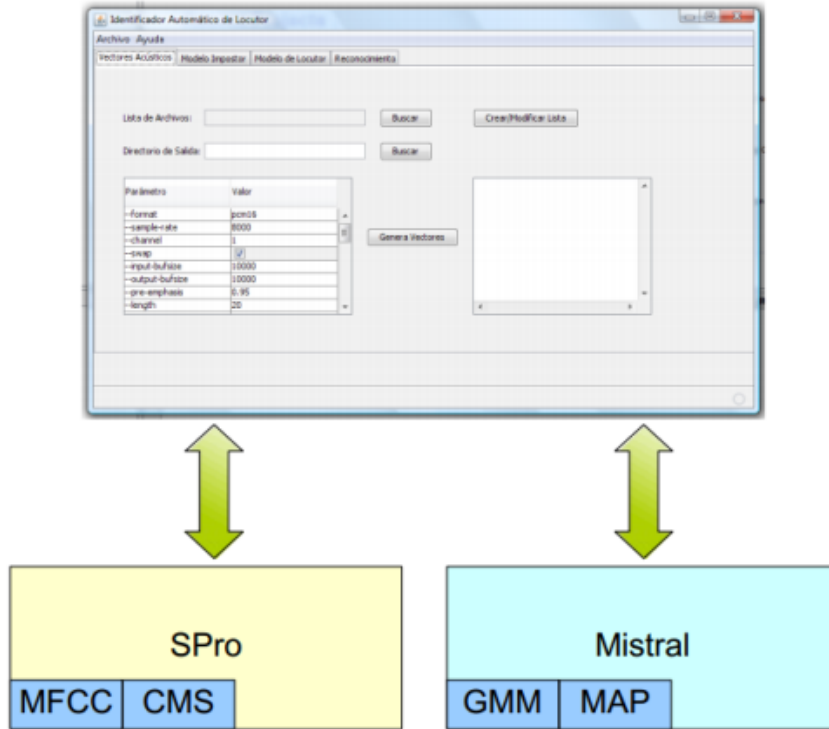 Identificador Automático de Locutor
Archivo Ayuda
Vectores Acústicos Modelo Impostor Modelo de Locutor Reconocimiento
Lista de Archivos: Buscar Crear/Modificar Lista
Directorio de Salida: Buscar
Parámetro Valor
--format pcm16
--sample-rate 8000
--channel 1
--swap
--input-bufsize 10000
--output-bufsize 10000
--pre-emphasis 0.95
--length 20
Genera Vectores
SPro
MFCC CMS
Mistral
GMM MAP